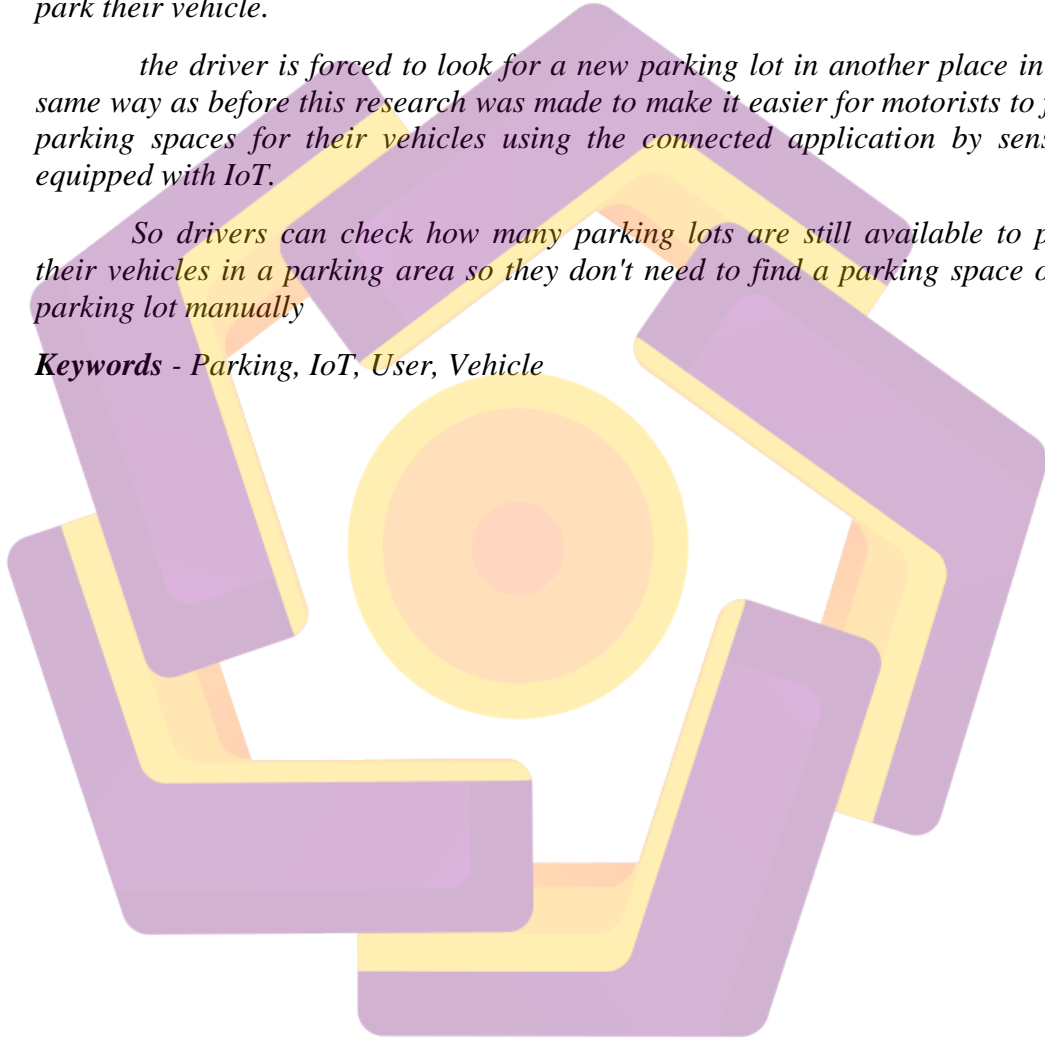 park their vehicle.
the driver is forced to look for a new parking lot in another place in
same way as before this research was made to make it easier for motorists to
parking spaces for their vehicles using the connected application by
equipped with IoT.
So drivers can check how many parking lots are still available to
their vehicles in a parking area so they don't need to find a parking space
parking lot manually
Keywords - Parking, IoT, User, Vehicle